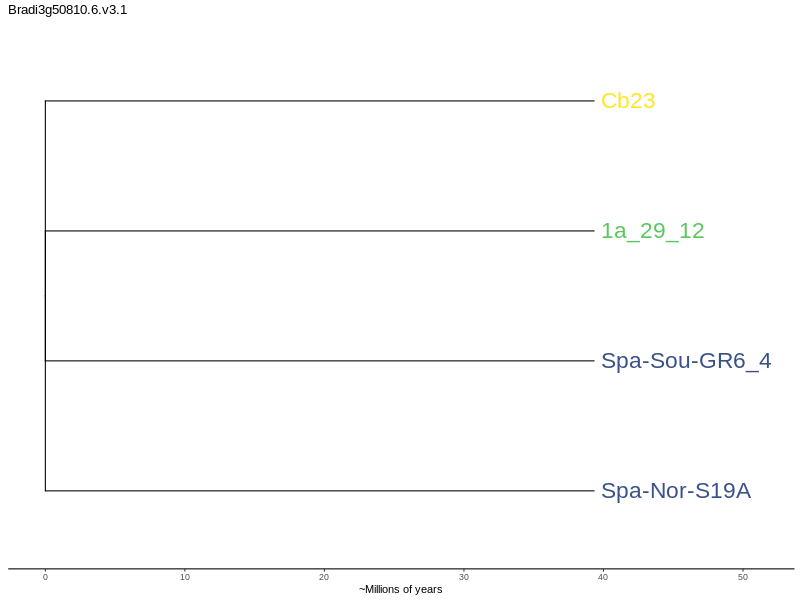 Bradi3g50810.6.v3.1
Cb23
1a_29_12
Spa-Sou-GR6_4
Spa-Nor-S19A
0 10 20 30 40 50
~Millions of years